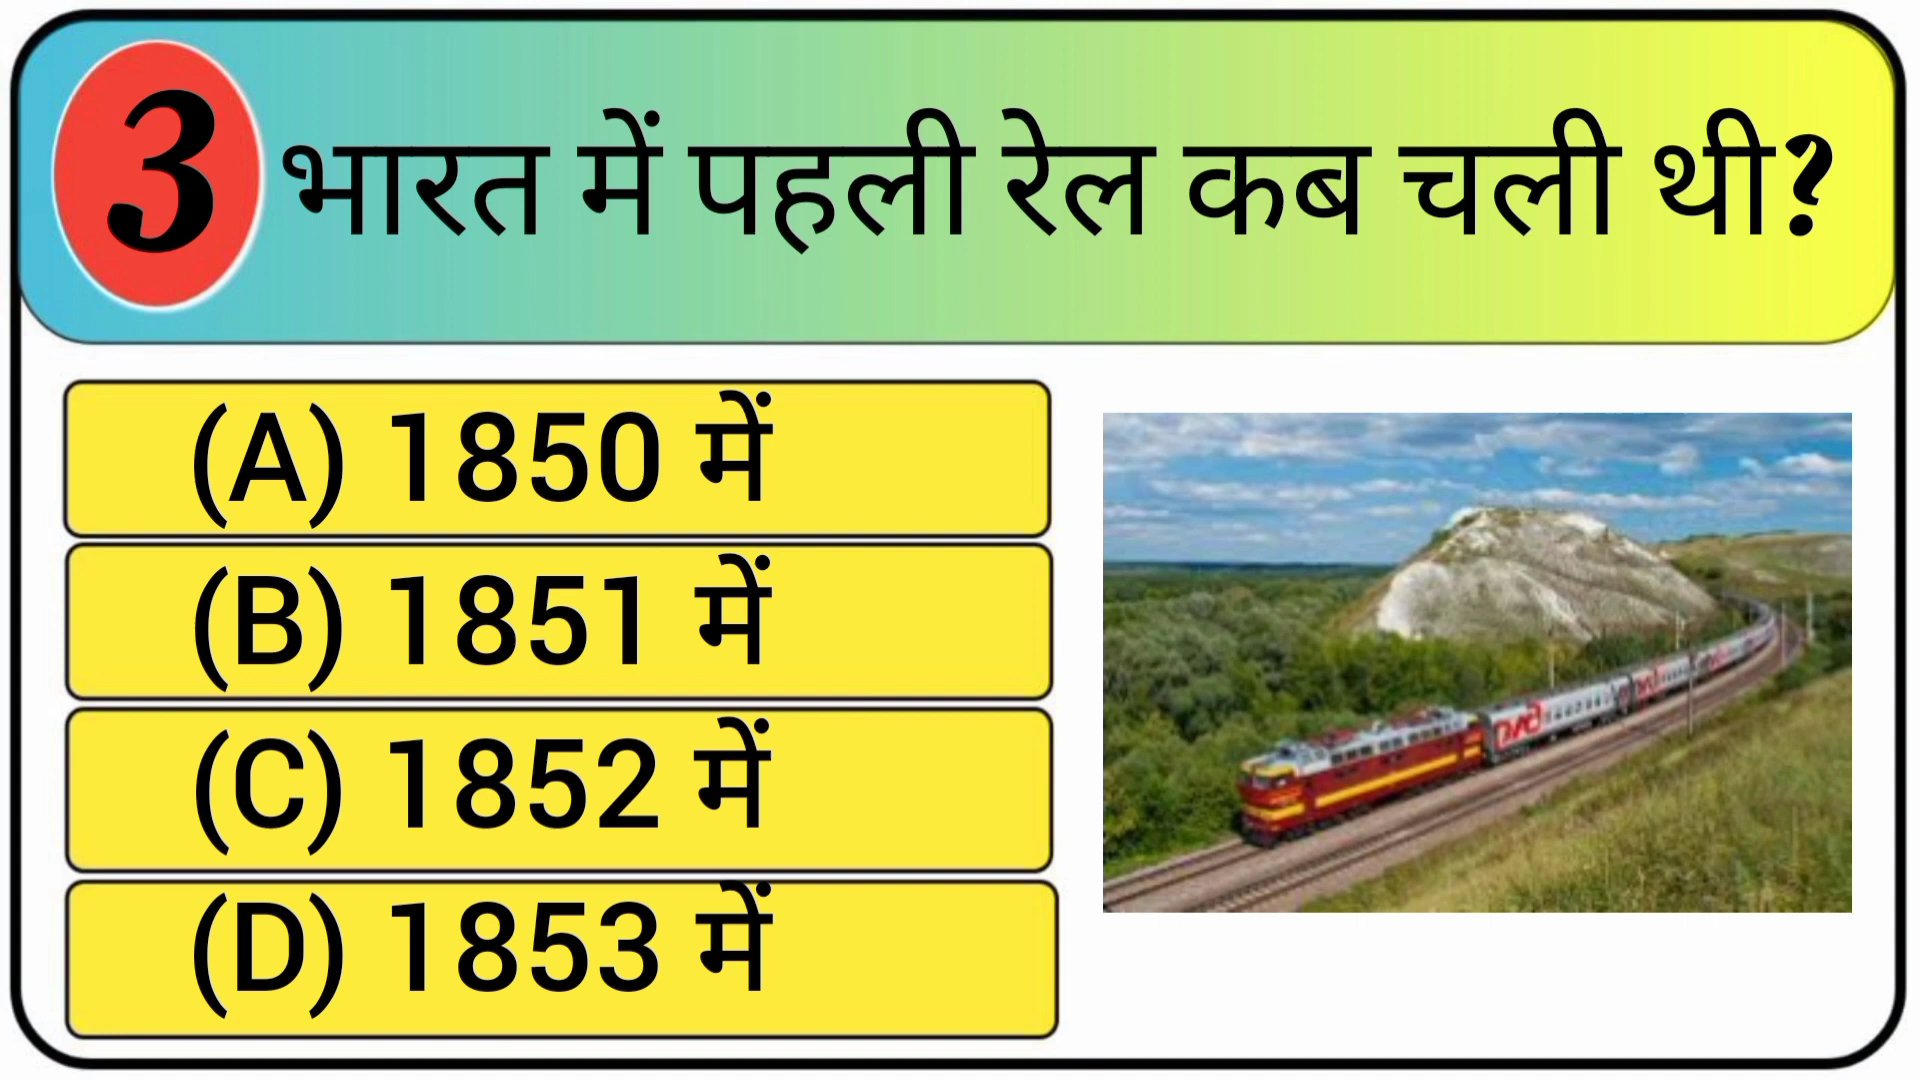 3 भारत में पहली रेल कब चली थी?
(A) 1850 में
(B) 1851 में
(C) 1852 में
(D) 1853 में